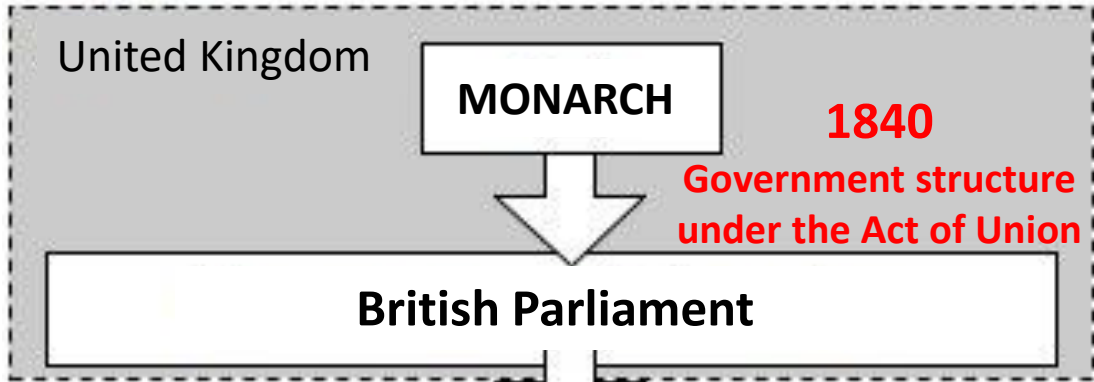 United Kingdom
MONARCH
1840
Government structure
under the Act of Union
British Parliament